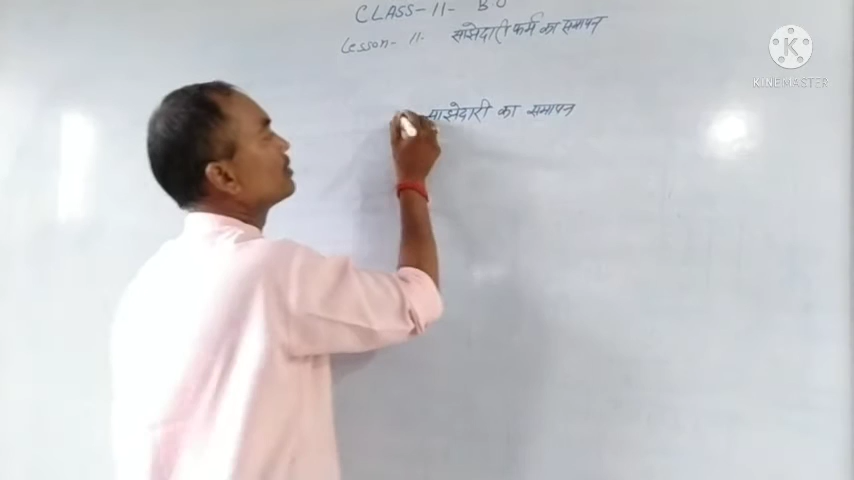 CLASS-11- B.O
Lesson- 11. साझेदारी फर्म का समापन
साझेदारी का समापन
KINEMASTER